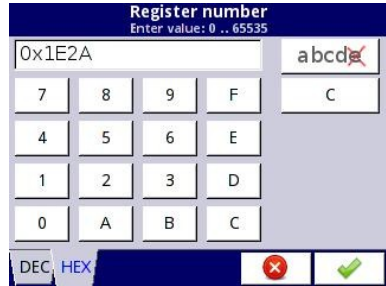 Register number
Enter value: 0 .. 65535
0x1E2A
abcde
7 8 9 F C
4 5 6 E
1 2 3 D
0 A B C
DEC HEX